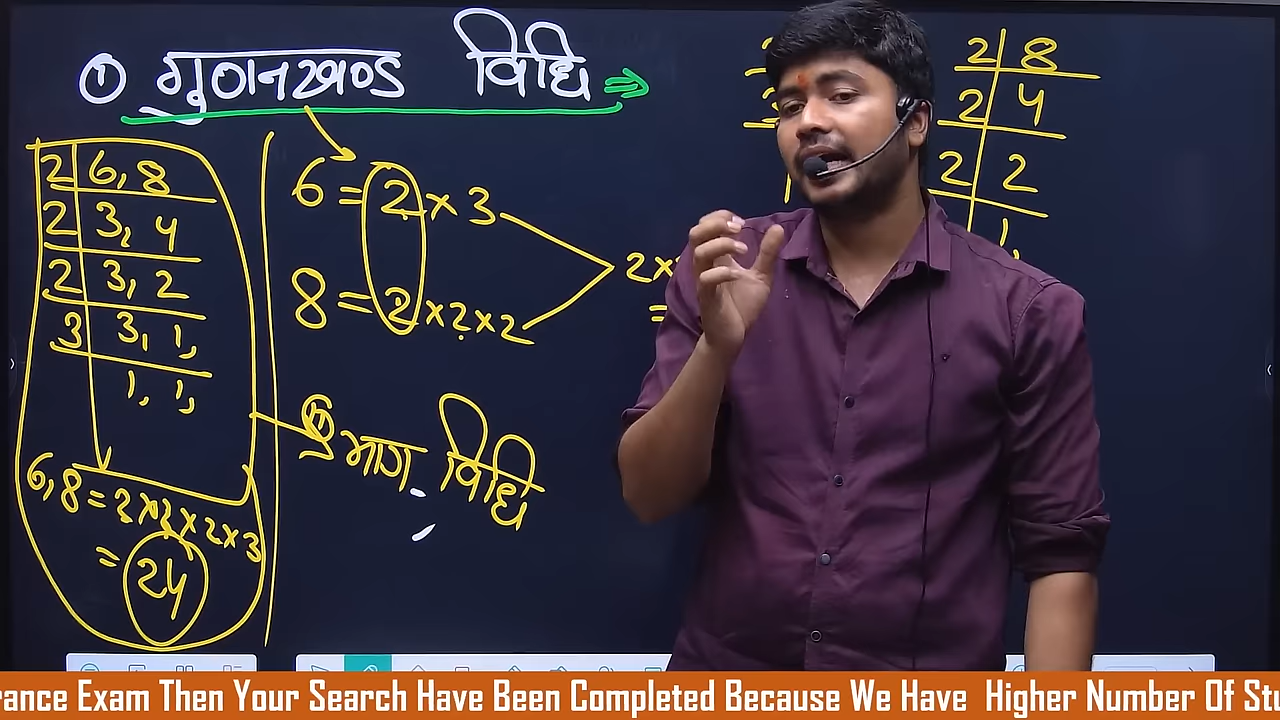 ① गुणनखण्ड विधि ⇒
2 | 6, 8
2 | 3, 4
2 | 3, 2
3 | 3, 1,
1, 1,
6, 8 = 2×2×2×3
= 24
6 = 2 × 3
8 = 2 × 2 × 2
2×
=
भाग विधि
2 | 8
2 | 4
2 | 2
1,
rance Exam Then Your Search Have Been Completed Because We Have Higher Number Of Stu